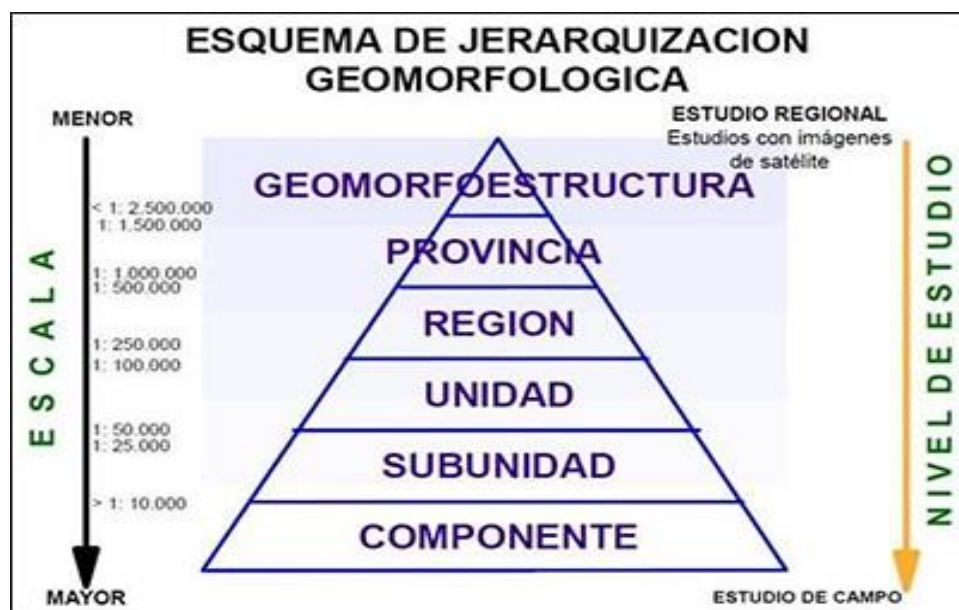 ESQUEMA DE JERARQUIZACION
GEOMORFOLOGICA
MENOR
ESTUDIO REGIONAL
Estudios con imágenes
de satélite
GEOMORFOESTRUCTURA
< 1: 2.500.000
1: 1.500.000
PROVINCIA
1: 1.000.000
1: 500.000
REGION
1: 250.000
1: 100.000
UNIDAD
1: 50.000
1: 25.000
SUBUNIDAD
> 1: 10.000
COMPONENTE
MAYOR
ESTUDIO DE CAMPO
ESCALA
NIVEL DE ESTUDIO